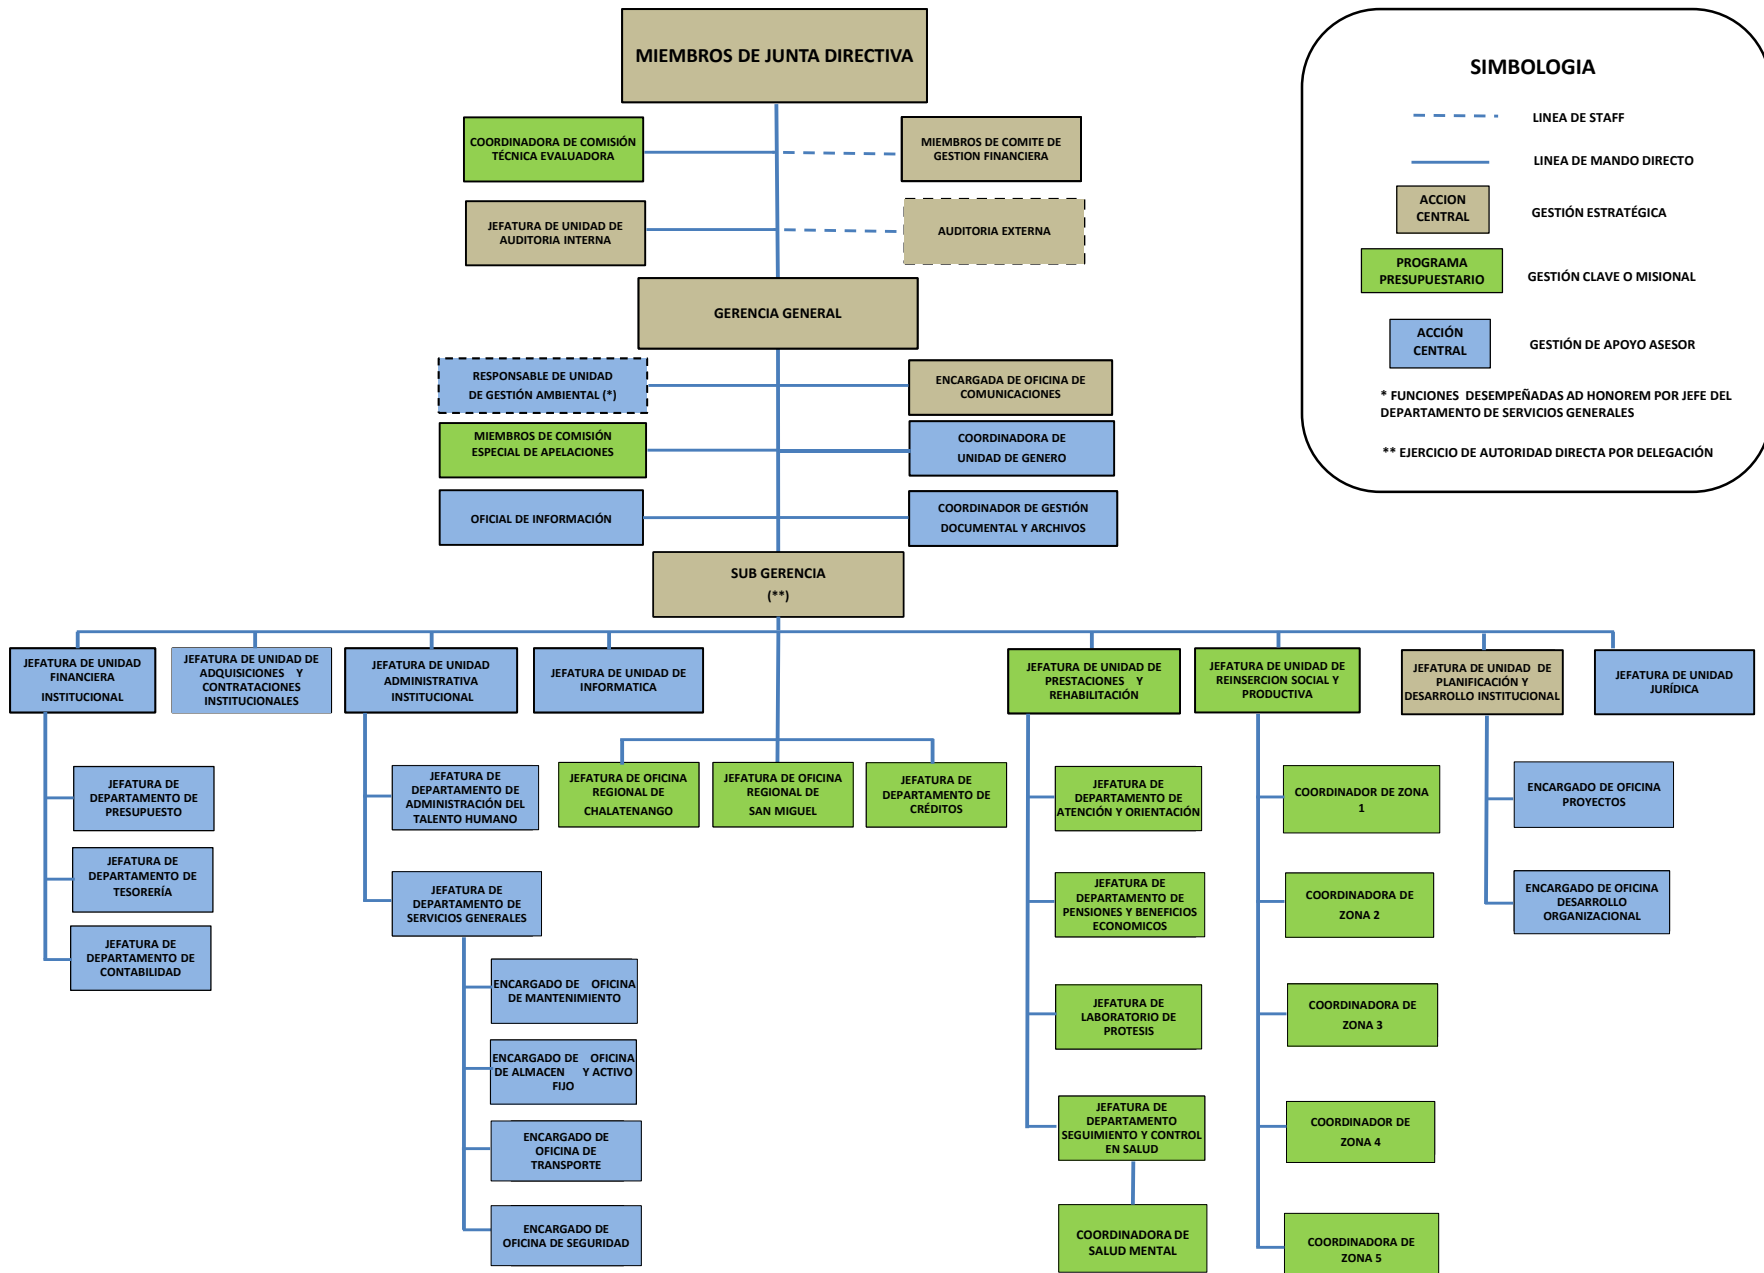 MIEMBROS DE JUNTA DIRECTIVA
COORDINADORA DE COMISIÓN
TÉCNICA EVALUADORA
MIEMBROS DE COMITE DE
GESTION FINANCIERA
JEFATURA DE UNIDAD DE
AUDITORIA INTERNA
AUDITORIA EXTERNA
GERENCIA GENERAL
RESPONSABLE DE UNIDAD
DE GESTIÓN AMBIENTAL (*)
ENCARGADA DE OFICINA DE
COMUNICACIONES
MIEMBROS DE COMISIÓN
ESPECIAL DE APELACIONES
COORDINADORA DE
UNIDAD DE GENERO
OFICIAL DE INFORMACIÓN
COORDINADOR DE GESTIÓN
DOCUMENTAL Y ARCHIVOS
SUB GERENCIA
(**)
SIMBOLOGIA
LINEA DE STAFF
LINEA DE MANDO DIRECTO
ACCION
CENTRAL
GESTIÓN ESTRATÉGICA
PROGRAMA
PRESUPUESTARIO
GESTIÓN CLAVE O MISIONAL
ACCIÓN
CENTRAL
GESTIÓN DE APOYO ASESOR
* FUNCIONES DESEMPEÑADAS AD HONOREM POR JEFE DEL
DEPARTAMENTO DE SERVICIOS GENERALES
** EJERCICIO DE AUTORIDAD DIRECTA POR DELEGACIÓN
JEFATURA DE UNIDAD
FINANCIERA
INSTITUCIONAL
JEFATURA DE UNIDAD DE
ADQUISICIONES Y
CONTRATACIONES
INSTITUCIONALES
JEFATURA DE UNIDAD
ADMINISTRATIVA
INSTITUCIONAL
JEFATURA DE UNIDAD DE
INFORMATICA
JEFATURA DE UNIDAD DE
PRESTACIONES Y
REHABILITACIÓN
JEFATURA DE UNIDAD DE
REINSERCION SOCIAL Y
PRODUCTIVA
JEFATURA DE UNIDAD DE
PLANIFICACIÓN Y
DESARROLLO INSTITUCIONAL
JEFATURA DE UNIDAD
JURÍDICA
JEFATURA DE
DEPARTAMENTO DE
PRESUPUESTO
JEFATURA DE
DEPARTAMENTO DE
TESORERÍA
JEFATURA DE
DEPARTAMENTO DE
CONTABILIDAD
JEFATURA DE
DEPARTAMENTO DE
ADMINISTRACIÓN DEL
TALENTO HUMANO
JEFATURA DE
DEPARTAMENTO DE
SERVICIOS GENERALES
ENCARGADO DE OFICINA
DE MANTENIMIENTO
ENCARGADO DE OFICINA
DE ALMACEN Y ACTIVO
FIJO
ENCARGADO DE
OFICINA DE
TRANSPORTE
ENCARGADO DE
OFICINA DE SEGURIDAD
JEFATURA DE OFICINA
REGIONAL DE
CHALATENANGO
JEFATURA DE OFICINA
REGIONAL DE
SAN MIGUEL
JEFATURA DE
DEPARTAMENTO DE
CRÉDITOS
JEFATURA DE
DEPARTAMENTO DE
ATENCIÓN Y ORIENTACIÓN
JEFATURA DE
DEPARTAMENTO DE
PENSIONES Y BENEFICIOS
ECONOMICOS
JEFATURA DE
LABORATORIO DE
PROTESIS
JEFATURA DE
DEPARTAMENTO
SEGUIMIENTO Y CONTROL
EN SALUD
COORDINADORA DE
SALUD MENTAL
COORDINADOR DE ZONA
1
COORDINADORA DE
ZONA 2
COORDINADORA DE
ZONA 3
COORDINADOR DE
ZONA 4
COORDINADORA DE
ZONA 5
ENCARGADO DE OFICINA
PROYECTOS
ENCARGADO DE OFICINA
DESARROLLO
ORGANIZACIONAL